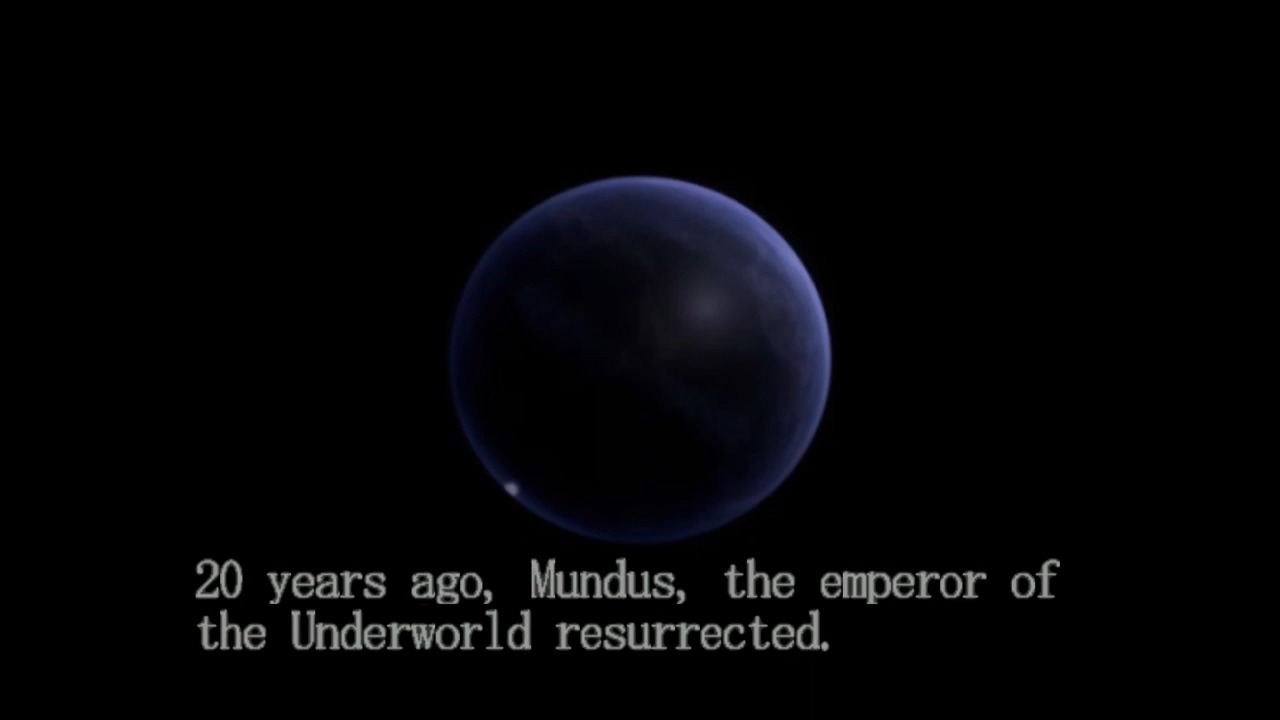 20 years ago, Mundus, the emperor of
the Underworld resurrected.